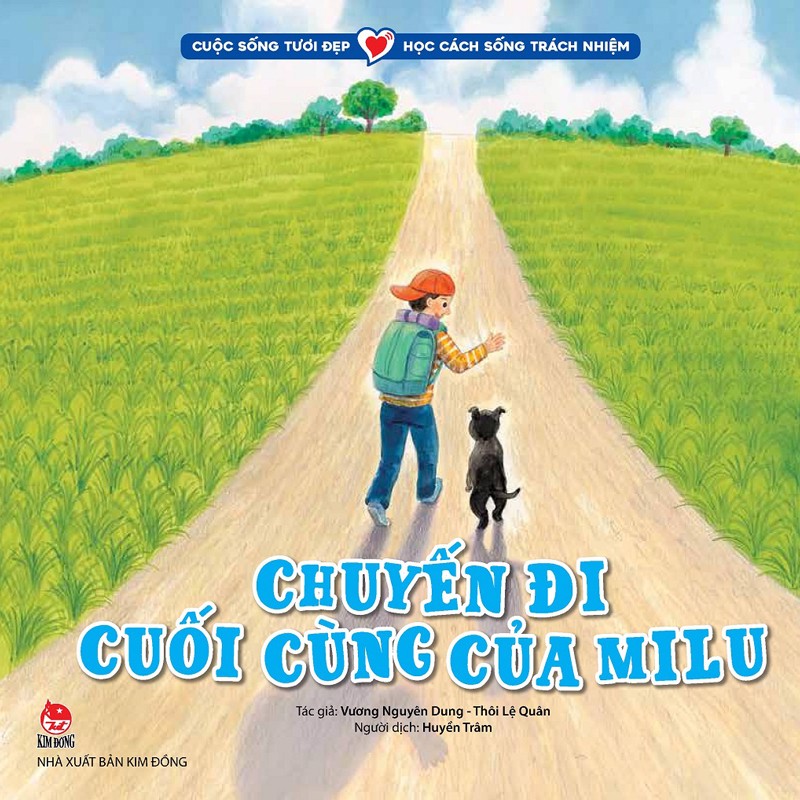 CUỘC SỐNG TƯƠI ĐẸP HỌC CÁCH SỐNG TRÁCH NHIỆM
CHUYẾN ĐI
CUỐI CÙNG CỦA MILU
Tác giả: Vương Nguyên Dung - Thôi Lệ Quân
Người dịch: Huyền Trâm
KIM ĐỒNG
NHÀ XUẤT BẢN KIM ĐỒNG